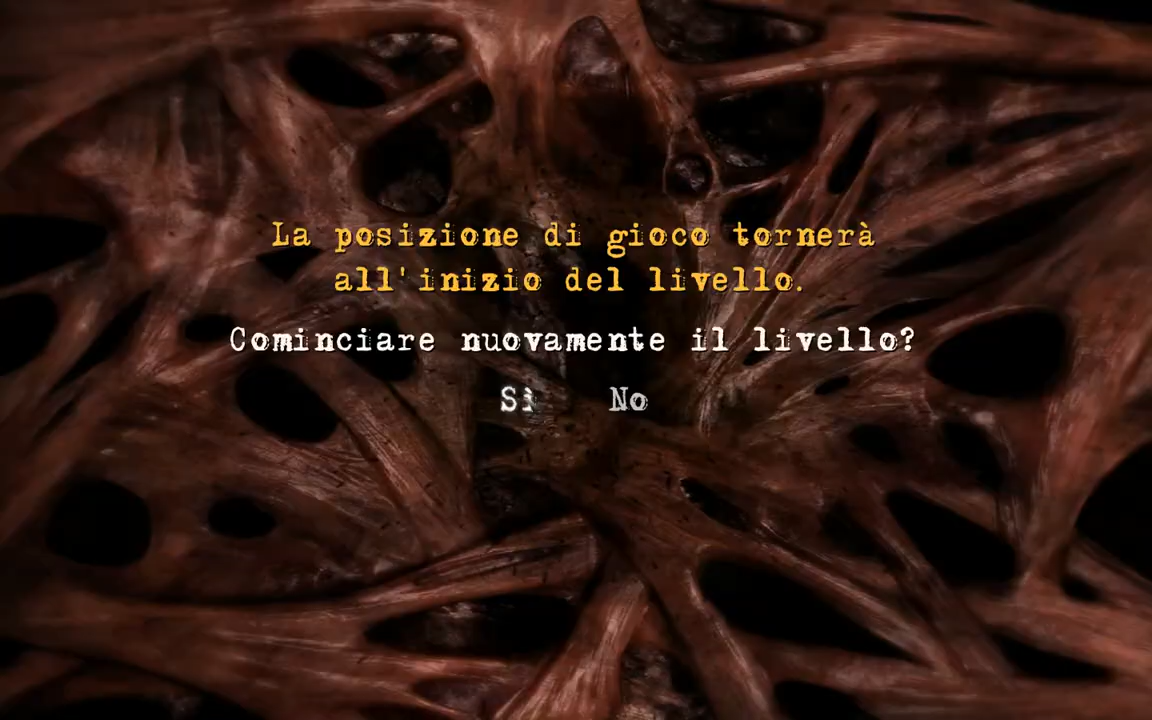 La posizione di gioco tornerà
all'inizio del livello.
Cominciare nuovamente il livello?
Sì No